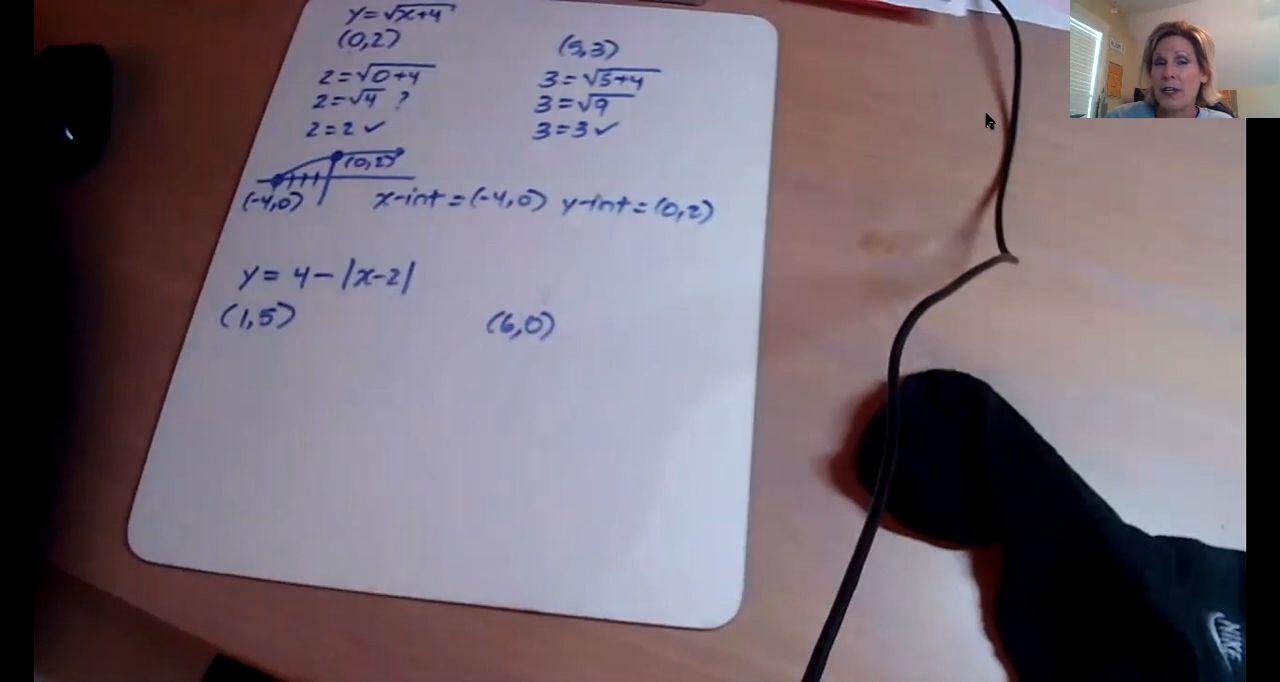 y=√x+4
(0,2) (5,3)
2=√0+4 3=√5+4
2=√4 ? 3=√9
2=2✓ 3=3✓
(0,2)
(-4,0) x-int=(-4,0) y-int=(0,2)
y= 4-|x-2|
(1,5) (6,0)
NIKE